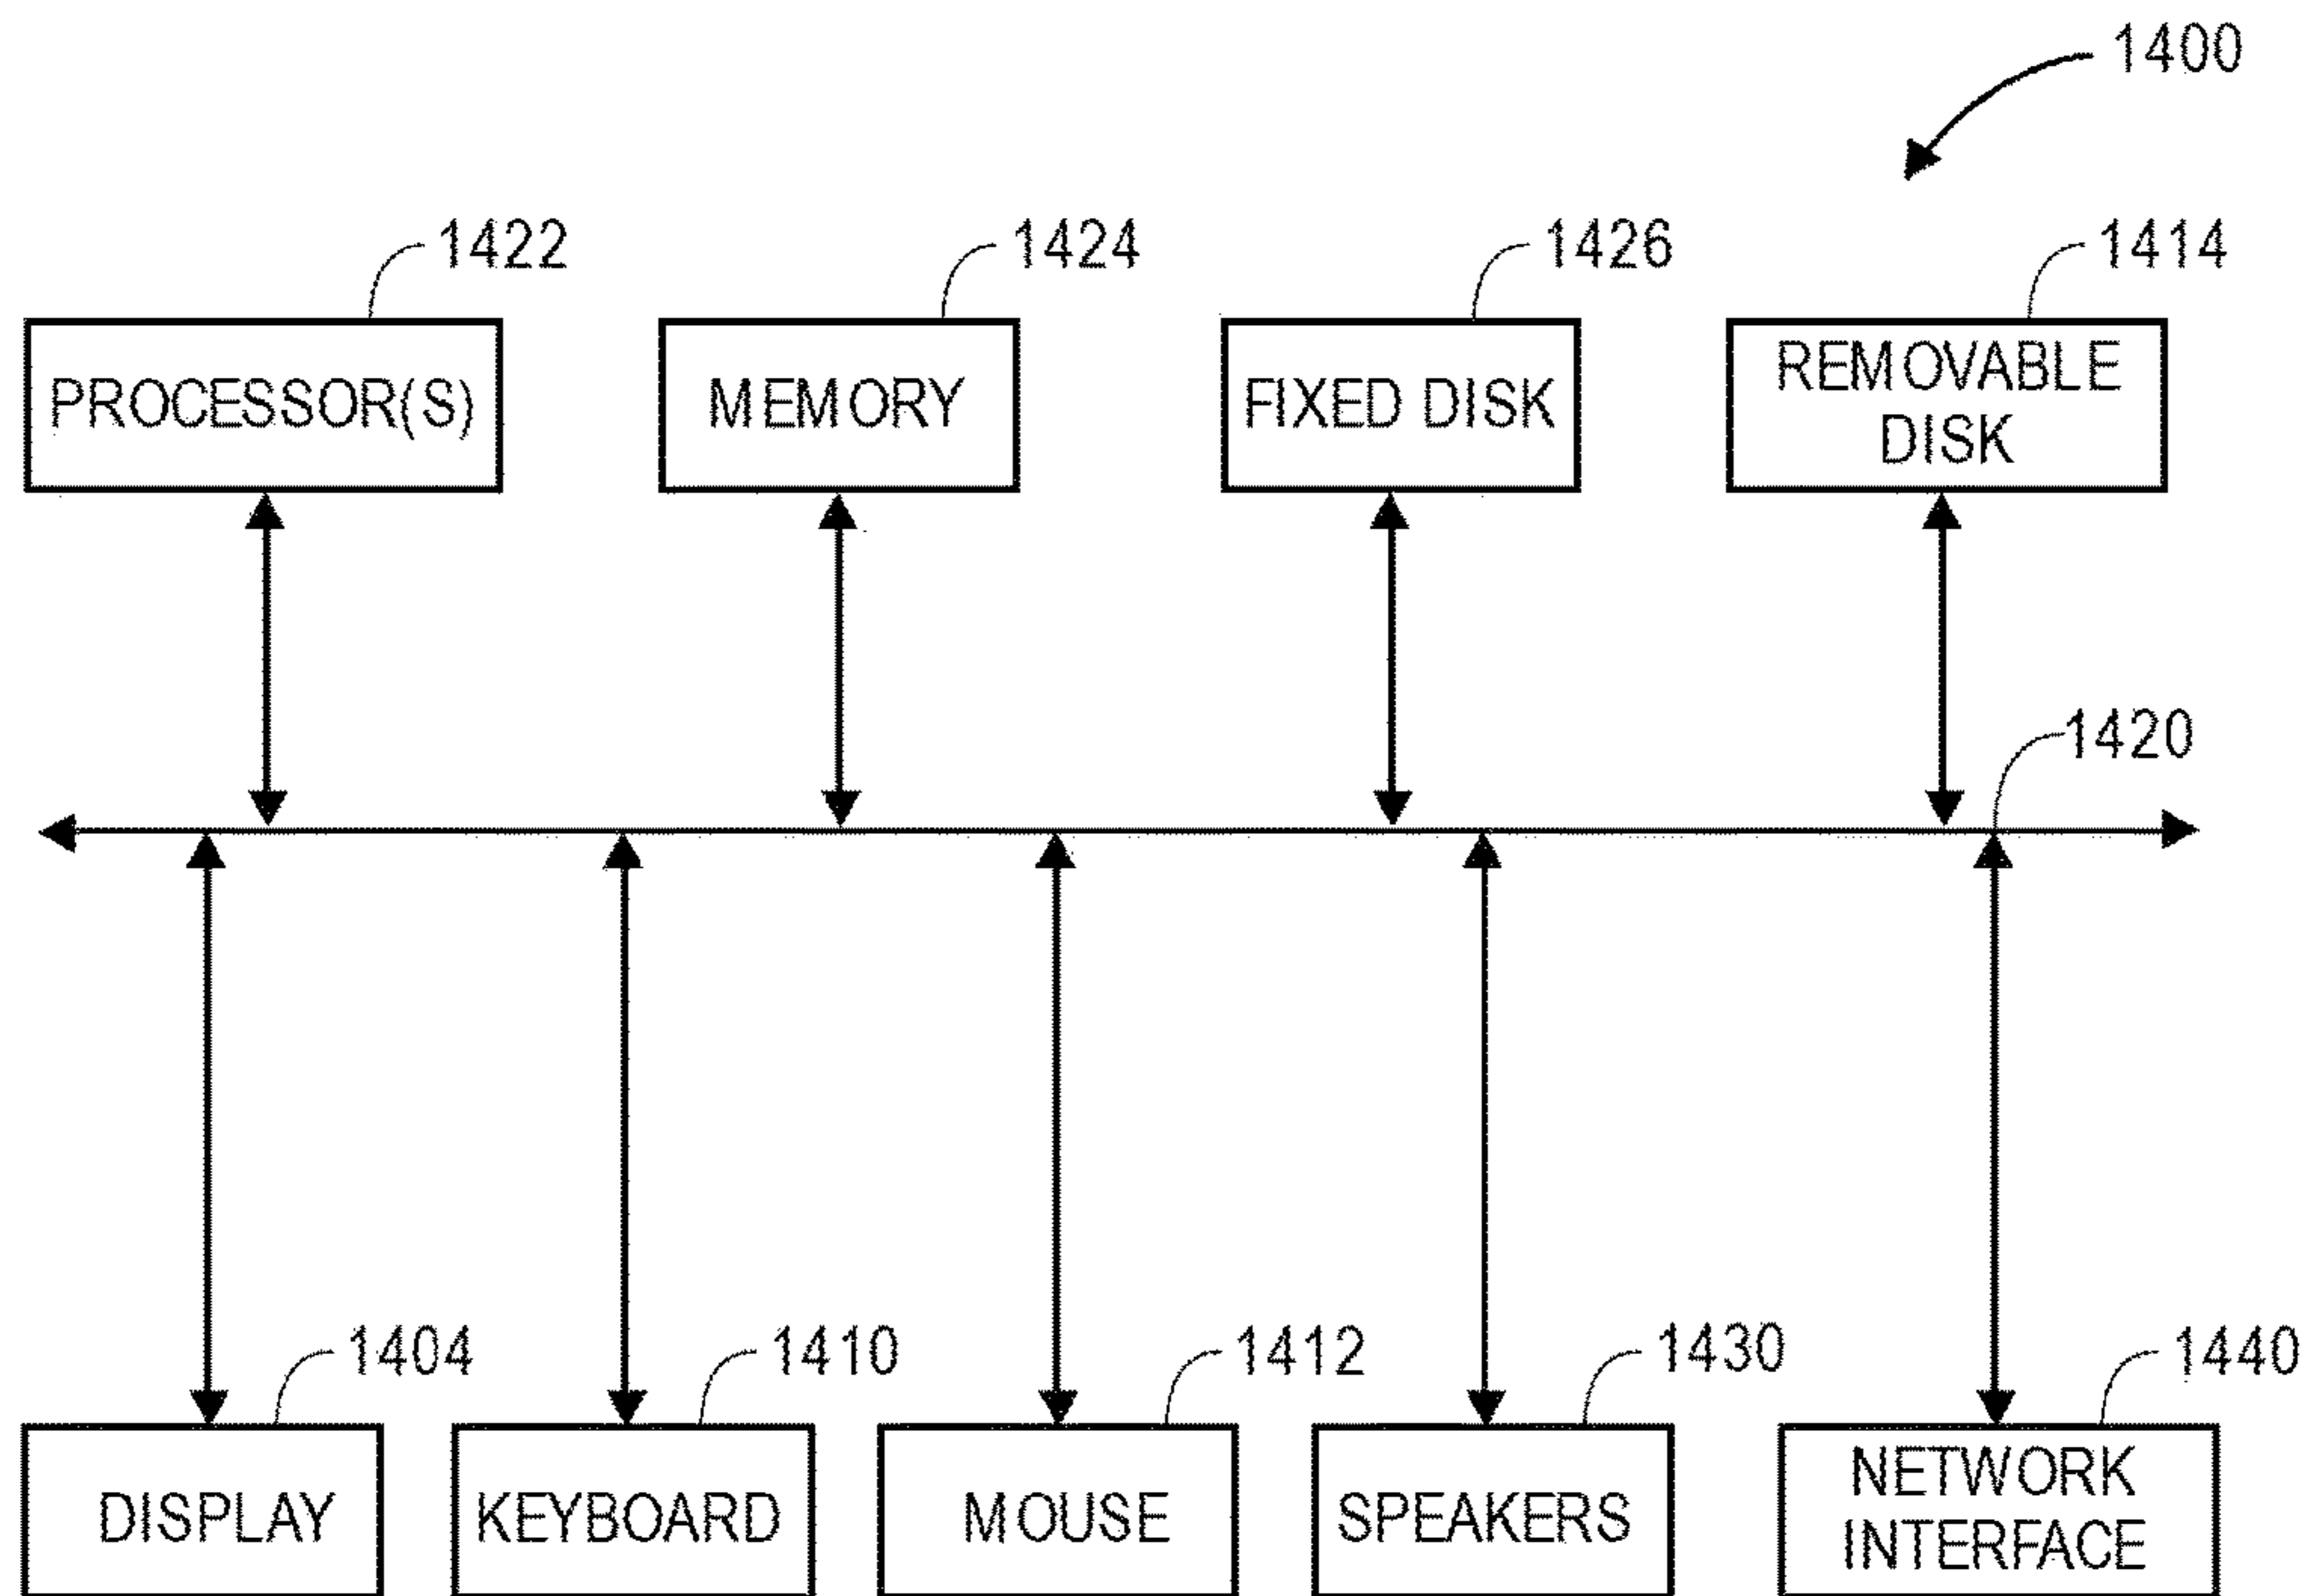 1400
1422
1424
1426
1414
PROCESSOR(S)
MEMORY
FIXED DISK
REMOVABLE
DISK
1420
1404
1410
1412
1430
1440
DISPLAY
KEYBOARD
MOUSE
SPEAKERS
NETWORK
INTERFACE